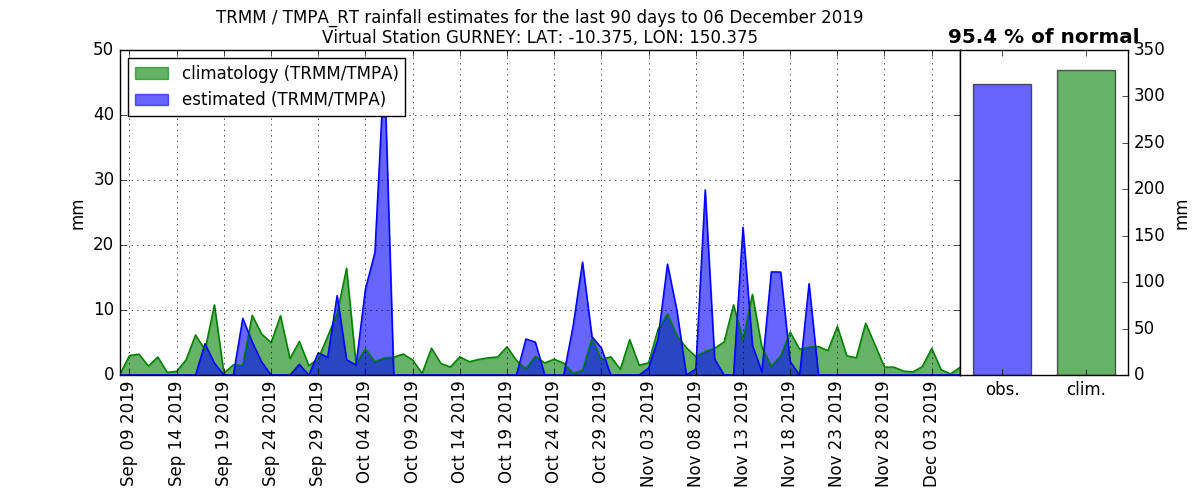 TRMM / TMPA_RT rainfall estimates for the last 90 days to 06 December 2019
Virtual Station GURNEY: LAT: -10.375, LON: 150.375
95.4 % of normal
climatology (TRMM/TMPA)
estimated (TRMM/TMPA)
50
40
30
20
10
0
mm
350
300
250
200
150
100
50
0
mm
Sep 09 2019
Sep 14 2019
Sep 19 2019
Sep 24 2019
Sep 29 2019
Oct 04 2019
Oct 09 2019
Oct 14 2019
Oct 19 2019
Oct 24 2019
Oct 29 2019
Nov 03 2019
Nov 08 2019
Nov 13 2019
Nov 18 2019
Nov 23 2019
Nov 28 2019
Dec 03 2019
obs.
clim.